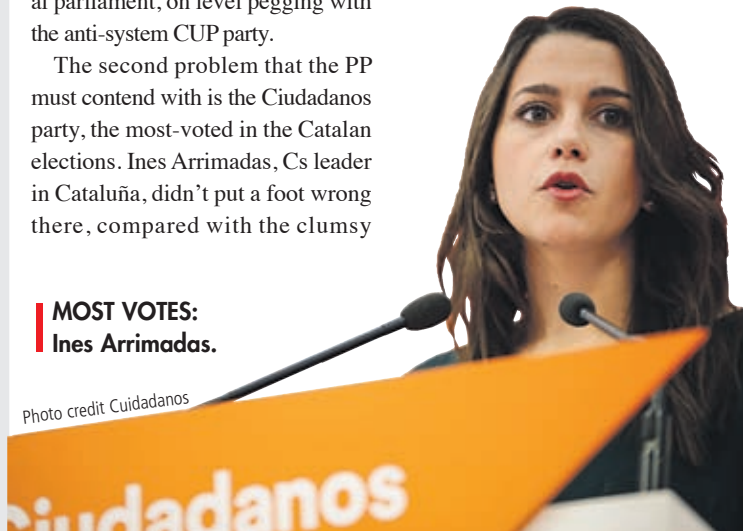 al parliament, on level pegging with
the anti-system CUP party.
The second problem that the PP
must contend with is the Ciudadanos
party, the most-voted in the Catalan
elections. Ines Arrimadas, Cs leader
in Cataluña, didn’t put a foot wrong
there, compared with the clumsy
MOST VOTES:
Ines Arrimadas.
Photo credit Cuidadanos
Ciudadanos